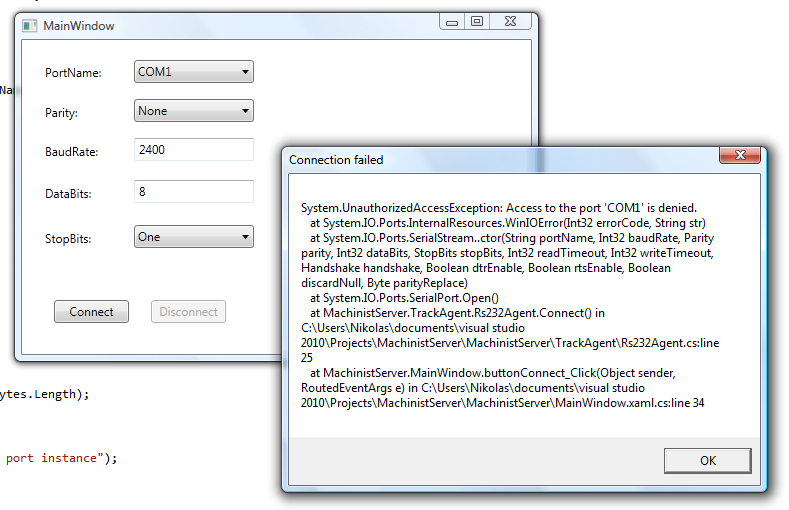 MainWindow
PortName:
COM1
Na
Parity:
None
BaudRate:
2400
Connection failed
DataBits:
8
System.UnauthorizedAccessException: Access to the port 'COM1' is denied.
at System.IO.Ports.InternalResources.WinIOError(Int32 errorCode, String str)
StopBits:
One
at System.IO.Ports.SerialStream..ctor(String portName, Int32 baudRate, Parity
parity, Int32 dataBits, StopBits stopBits, Int32 readTimeout, Int32 writeTimeout,
Handshake handshake, Boolean dtrEnable, Boolean rtsEnable, Boolean
discardNull, Byte parityReplace)
at System.IO.Ports.SerialPort.Open()
Connect
Disconnect
at MachinistServer.TrackAgent.Rs232Agent.Connect() in
C:\Users\Nikolas\documents\visual studio
2010\Projects\MachinistServer\MachinistServer\TrackAgent\Rs232Agent.cs:line
25
at MachinistServer.MainWindow.buttonConnect_Click(Object sender,
RoutedEventArgs e) in C:\Users\Nikolas\documents\visual studio
2010\Projects\MachinistServer\MachinistServer\MainWindow.xaml.cs:line 34
ytes.Length);
port instance");
OK